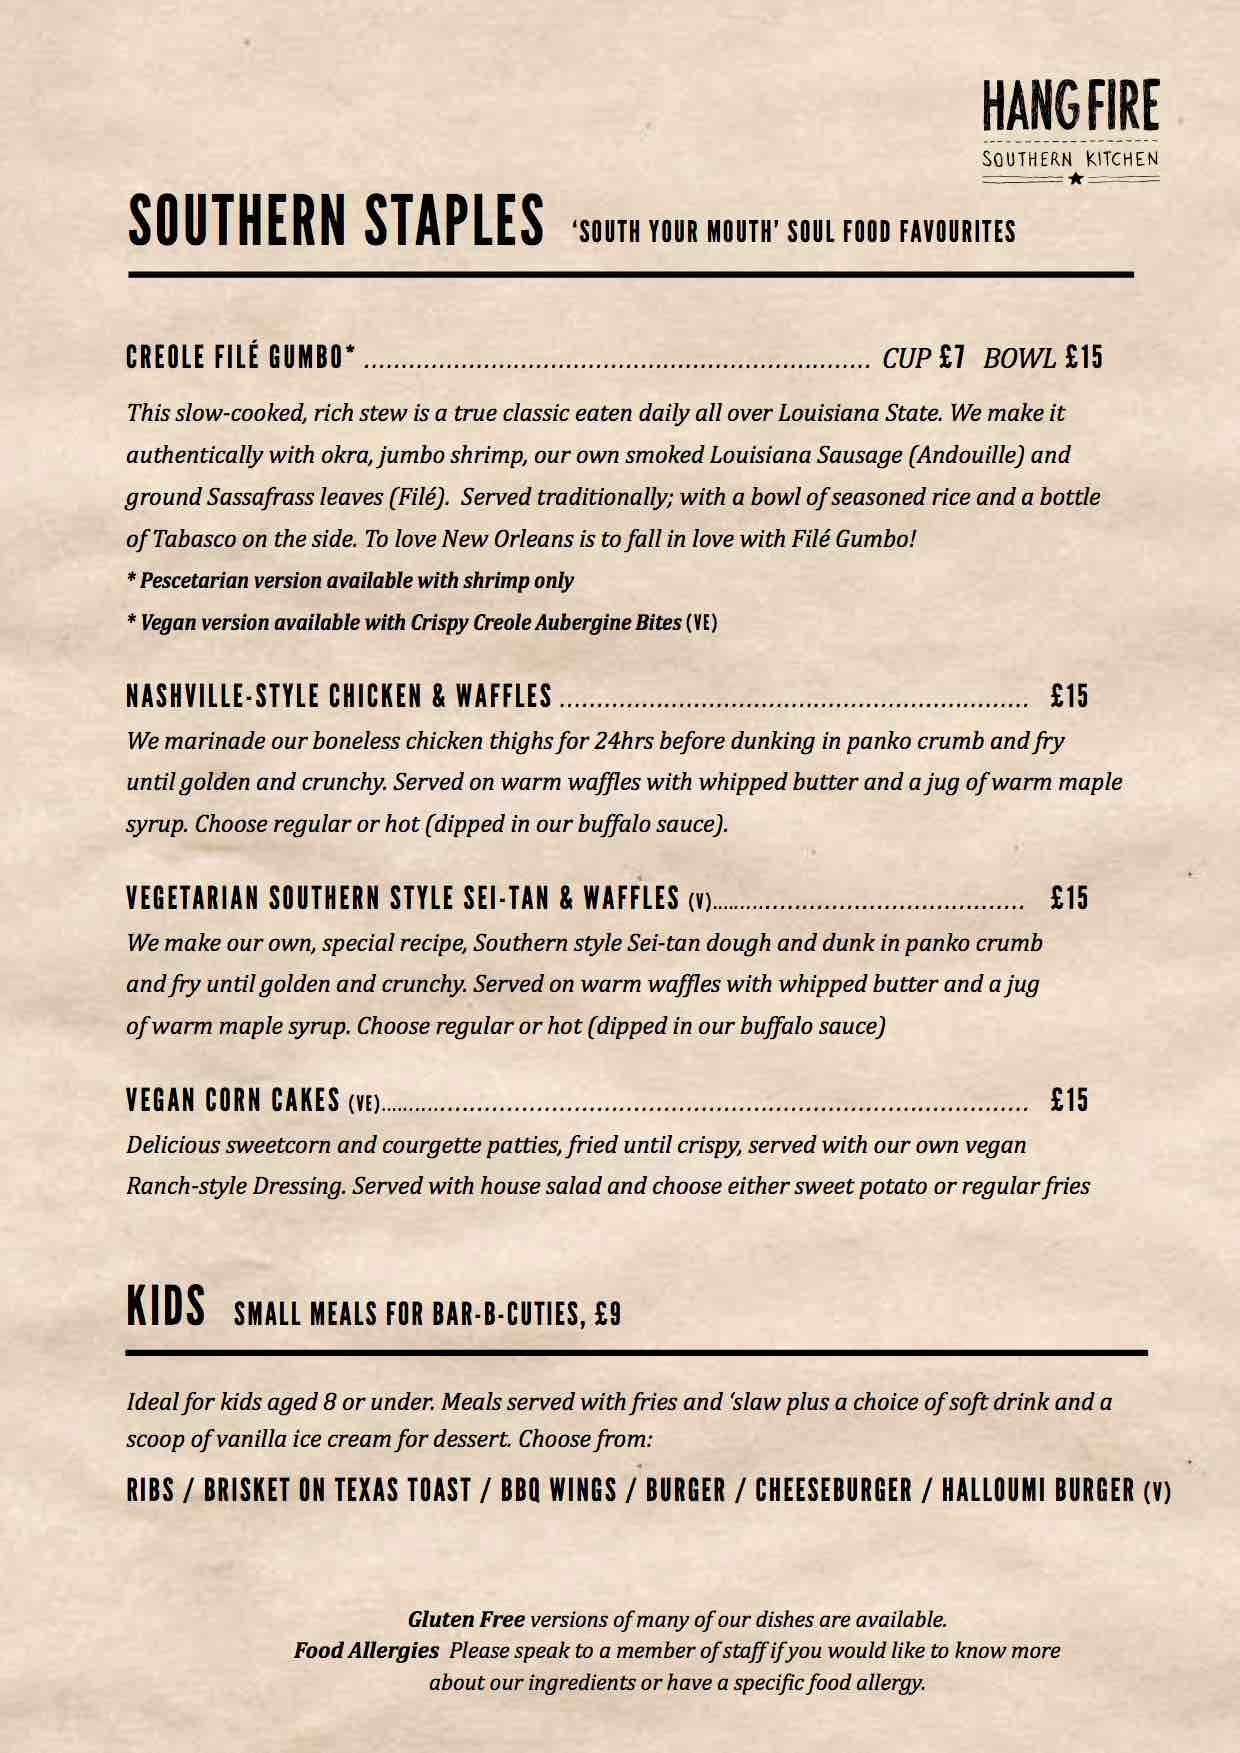 HANG FIRE
SOUTHERN KITCHEN
SOUTHERN STAPLES ‘SOUTH YOUR MOUTH’ SOUL FOOD FAVOURITES
CREOLE FILÉ GUMBO* .................................................................... CUP £7 BOWL £15
This slow-cooked, rich stew is a true classic eaten daily all over Louisiana State. We make it
authentically with okra, jumbo shrimp, our own smoked Louisiana Sausage (Andouille) and
ground Sassafrass leaves (Filé). Served traditionally; with a bowl of seasoned rice and a bottle
of Tabasco on the side. To love New Orleans is to fall in love with Filé Gumbo!
* Pescetarian version available with shrimp only
* Vegan version available with Crispy Creole Aubergine Bites (VE)
NASHVILLE-STYLE CHICKEN & WAFFLES ............................................................... £15
We marinade our boneless chicken thighs for 24hrs before dunking in panko crumb and fry
until golden and crunchy. Served on warm waffles with whipped butter and a jug of warm maple
syrup. Choose regular or hot (dipped in our buffalo sauce).
VEGETARIAN SOUTHERN STYLE SEI-TAN & WAFFLES (V)............................................ £15
We make our own, special recipe, Southern style Sei-tan dough and dunk in panko crumb
and fry until golden and crunchy. Served on warm waffles with whipped butter and a jug
of warm maple syrup. Choose regular or hot (dipped in our buffalo sauce)
VEGAN CORN CAKES (VE)........................................................................................ £15
Delicious sweetcorn and courgette patties, fried until crispy, served with our own vegan
Ranch-style Dressing. Served with house salad and choose either sweet potato or regular fries
KIDS SMALL MEALS FOR BAR-B-CUTIES, £9
Ideal for kids aged 8 or under. Meals served with fries and ‘slaw plus a choice of soft drink and a
scoop of vanilla ice cream for dessert. Choose from:
RIBS / BRISKET ON TEXAS TOAST / BBQ WINGS / BURGER / CHEESEBURGER / HALLOUMI BURGER (V)
Gluten Free versions of many of our dishes are available.
Food Allergies Please speak to a member of staff if you would like to know more
about our ingredients or have a specific food allergy.